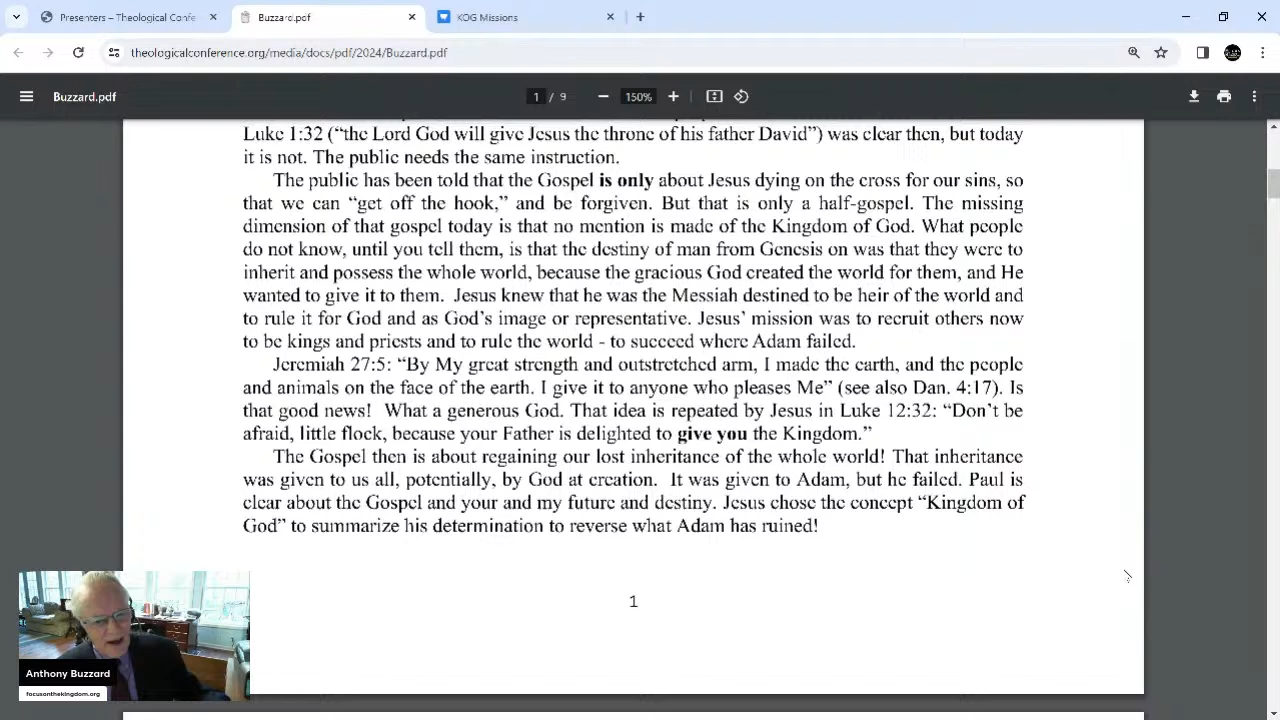 Presenters – Theological Confe
Buzzard.pdf
KOG Missions
theologicalconference.org/media/docs/pdf/2024/Buzzard.pdf
Buzzard.pdf
1 / 9
150%
Luke 1:32 (“the Lord God will give Jesus the throne of his father David”) was clear then, but today
it is not. The public needs the same instruction.
The public has been told that the Gospel is only about Jesus dying on the cross for our sins, so
that we can “get off the hook,” and be forgiven. But that is only a half-gospel. The missing
dimension of that gospel today is that no mention is made of the Kingdom of God. What people
do not know, until you tell them, is that the destiny of man from Genesis on was that they were to
inherit and possess the whole world, because the gracious God created the world for them, and He
wanted to give it to them. Jesus knew that he was the Messiah destined to be heir of the world and
to rule it for God and as God’s image or representative. Jesus’ mission was to recruit others now
to be kings and priests and to rule the world - to succeed where Adam failed.
Jeremiah 27:5: “By My great strength and outstretched arm, I made the earth, and the people
and animals on the face of the earth. I give it to anyone who pleases Me” (see also Dan. 4:17). Is
that good news! What a generous God. That idea is repeated by Jesus in Luke 12:32: “Don’t be
afraid, little flock, because your Father is delighted to give you the Kingdom.”
The Gospel then is about regaining our lost inheritance of the whole world! That inheritance
was given to us all, potentially, by God at creation. It was given to Adam, but he failed. Paul is
clear about the Gospel and your and my future and destiny. Jesus chose the concept “Kingdom of
God” to summarize his determination to reverse what Adam has ruined!
1
Anthony Buzzard
focusonthekingdom.org